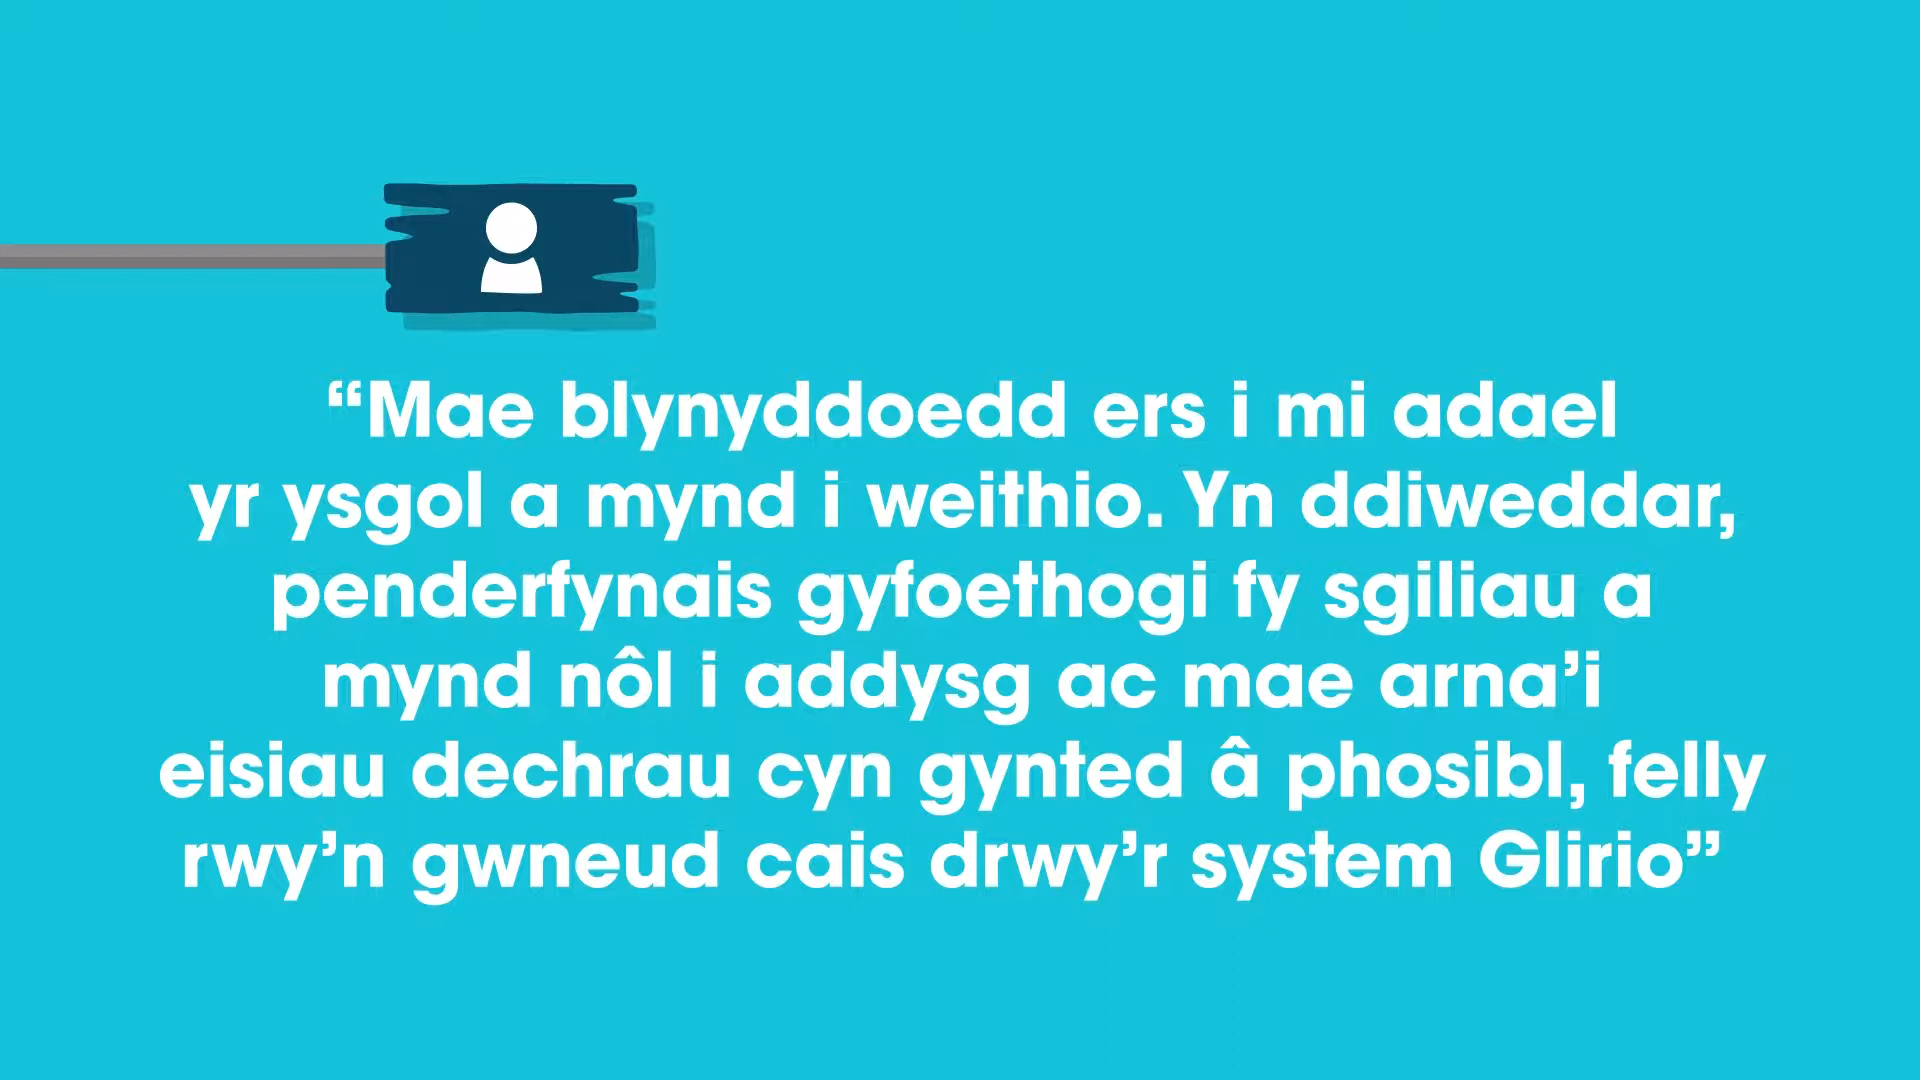 “Mae blynyddoedd ers i mi adael
yr ysgol a mynd i weithio. Yn ddiweddar,
penderfynais gyfoethogi fy sgiliau a
mynd nôl i addysg ac mae arna’i
eisiau dechrau cyn gynted â phosibl, felly
rwy’n gwneud cais drwy’r system Glirio”